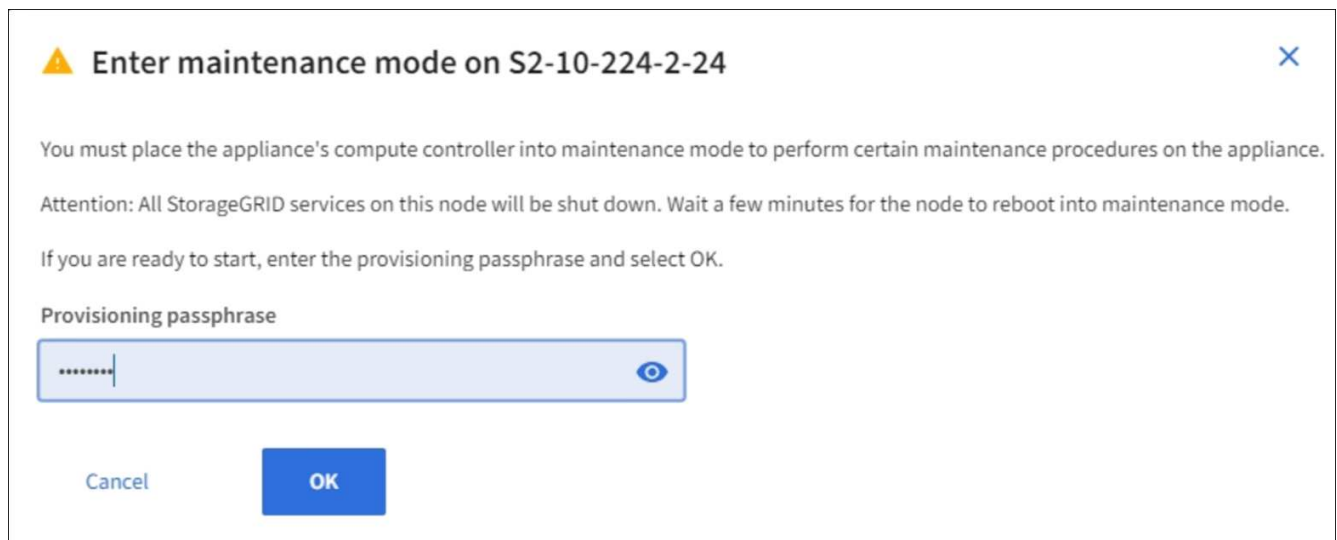 Enter maintenance mode on S2-10-224-2-24
You must place the appliance's compute controller into maintenance mode to perform certain maintenance procedures on the appliance.
Attention: All StorageGRID services on this node will be shut down. Wait a few minutes for the node to reboot into maintenance mode.
If you are ready to start, enter the provisioning passphrase and select OK.
Provisioning passphrase
••••••••
Cancel
OK